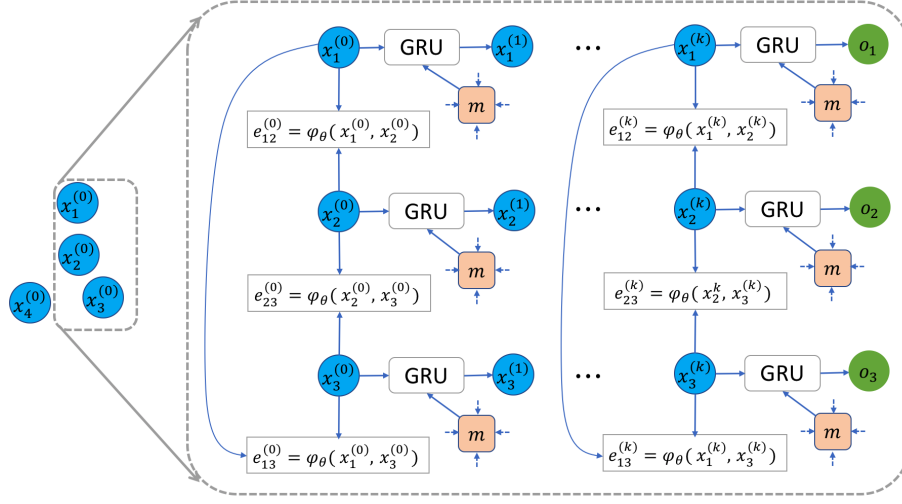 x_1^{(0)} GRU x_1^{(1)} ... x_1^{(k)} GRU o_1
m m
e_{12}^{(0)} = φ_θ( x_1^{(0)}, x_2^{(0)}) e_{12}^{(k)} = φ_θ( x_1^{(k)}, x_2^{(k)})
x_1^{(0)}
x_2^{(0)} GRU x_2^{(1)} ... x_2^{(k)} GRU o_2
x_2^{(0)}
m m
x_4^{(0)} x_3^{(0)}
e_{23}^{(0)} = φ_θ( x_2^{(0)}, x_3^{(0)}) e_{23}^{(k)} = φ_θ( x_2^{k}, x_3^{(k)})
x_3^{(0)} GRU x_3^{(1)} ... x_3^{(k)} GRU o_3
m m
e_{13}^{(0)} = φ_θ( x_1^{(0)}, x_3^{(0)}) e_{13}^{(k)} = φ_θ( x_1^{(k)}, x_3^{(k)})